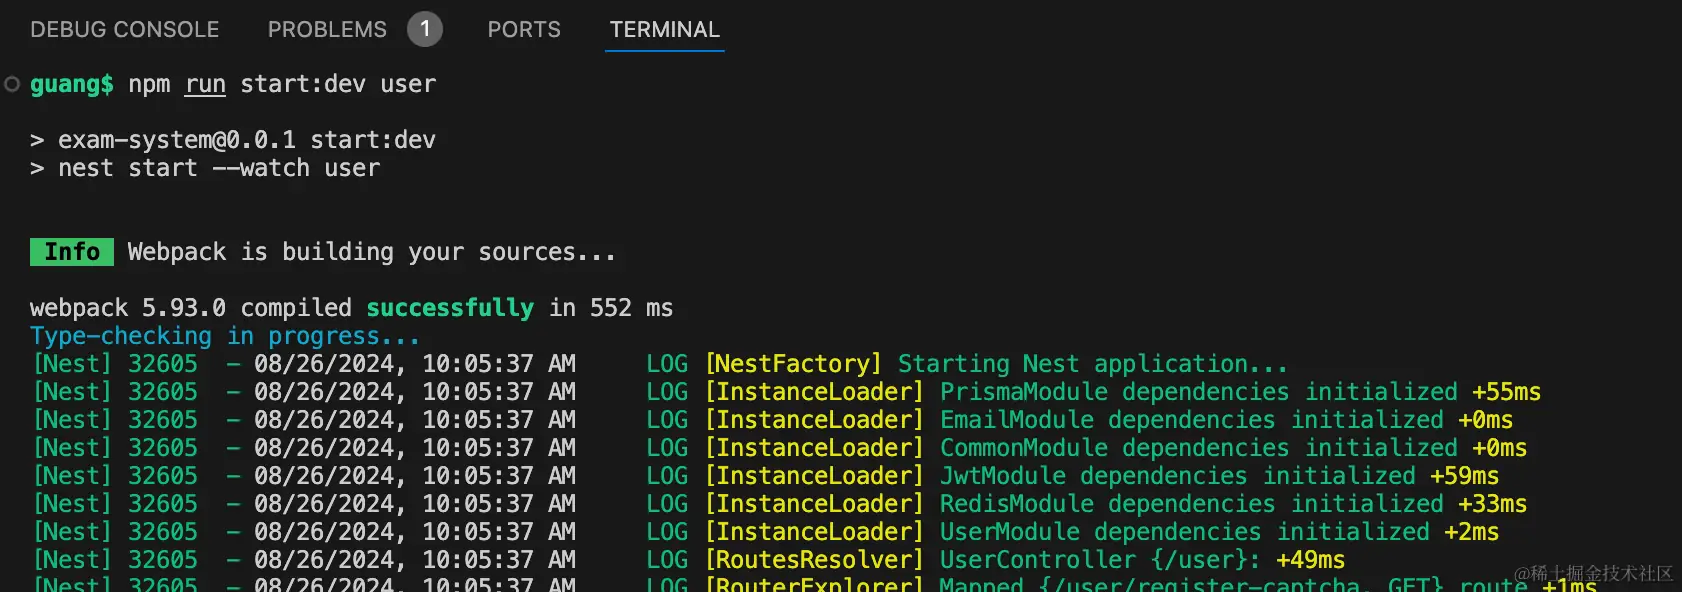 DEBUG CONSOLE PROBLEMS 1 PORTS TERMINAL
guang$ npm run start:dev user
> exam-system@0.0.1 start:dev
> nest start --watch user
Info Webpack is building your sources...
webpack 5.93.0 compiled successfully in 552 ms
Type-checking in progress...
[Nest] 32605  - 08/26/2024, 10:05:37 AM     LOG [NestFactory] Starting Nest application...
[Nest] 32605  - 08/26/2024, 10:05:37 AM     LOG [InstanceLoader] PrismaModule dependencies initialized +55ms
[Nest] 32605  - 08/26/2024, 10:05:37 AM     LOG [InstanceLoader] EmailModule dependencies initialized +0ms
[Nest] 32605  - 08/26/2024, 10:05:37 AM     LOG [InstanceLoader] CommonModule dependencies initialized +0ms
[Nest] 32605  - 08/26/2024, 10:05:37 AM     LOG [InstanceLoader] JwtModule dependencies initialized +59ms
[Nest] 32605  - 08/26/2024, 10:05:37 AM     LOG [InstanceLoader] RedisModule dependencies initialized +33ms
[Nest] 32605  - 08/26/2024, 10:05:37 AM     LOG [InstanceLoader] UserModule dependencies initialized +2ms
[Nest] 32605  - 08/26/2024, 10:05:37 AM     LOG [RoutesResolver] UserController {/user}: +49ms
[Nest] 32605  - 08/26/2024, 10:05:37 AM     LOG [RouterExplorer] Mapped {/user/register-captcha, GET} route +1ms
@稀土掘金技术社区